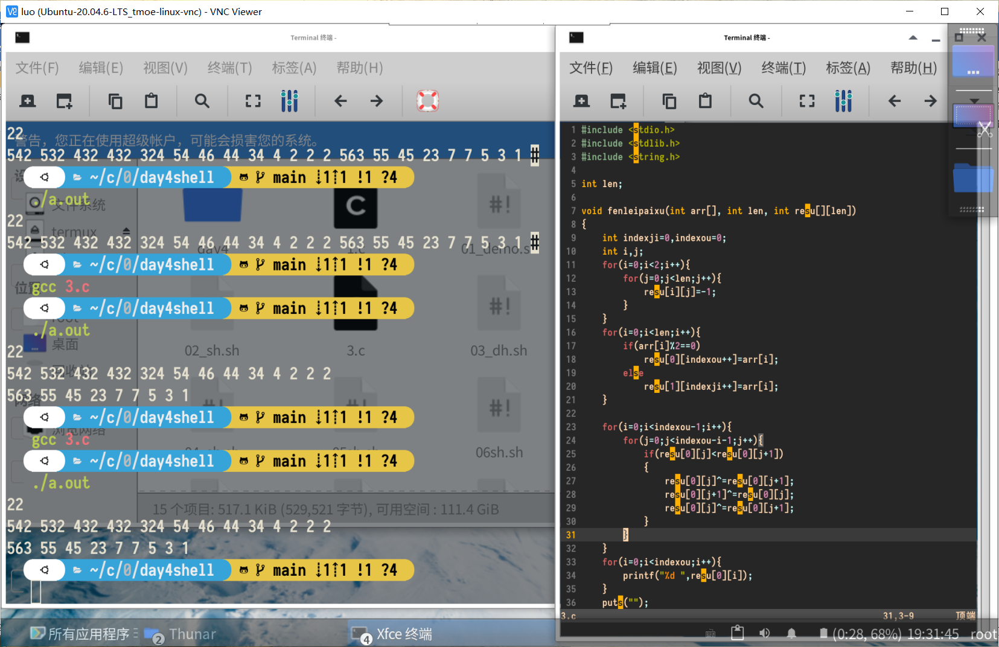 luo (Ubuntu-20.04.6-LTS_tmoe-linux-vnc) - VNC Viewer
Terminal 终端 -
文件(F) 编辑(E) 视图(V) 终端(T) 标签(A) 帮助(H)
22
警告，您正在使用超级帐户，可能会损害您的系统。
542 532 432 432 324 54 46 44 34 4 2 2 2 563 55 45 23 7 7 5 3 1 #
~/c/0/day4shell main ⇣1⇡1 !1 ?4
./a.out
文件系统
22
termux
542 532 432 432 324 54 46 44 34 4 2 2 2 563 55 45 23 7 7 5 3 1 #
day4 1.c 01_demo.s
~/c/0/day4shell main ⇣1⇡1 !1 ?4
位置
gcc 3.c
~/c/0/day4shell main ⇣1⇡1 !1 ?4
root
./a.out
桌面
02_sh.sh 3.c 03_dh.sh
22
回收站
542 532 432 432 324 54 46 44 34 4 2 2 2
563 55 45 23 7 7 5 3 1
网络
~/c/0/day4shell main ⇣1⇡1 !1 ?4
浏览网络
gcc 3.c
04_sh.sh 05sh.sh 06sh.sh
~/c/0/day4shell main ⇣1⇡1 !1 ?4
./a.out
22
15 个项目: 517.1 KiB (529,521 字节), 可用空间 : 111.4 GiB
542 532 432 432 324 54 46 44 34 4 2 2 2
563 55 45 23 7 7 5 3 1
~/c/0/day4shell main ⇣1⇡1 !1 ?4
Terminal 终端 -
文件(F) 编辑(E) 视图(V) 终端(T) 标签(A) 帮助(H)
1 #include <stdio.h>
2 #include <stdlib.h>
3 #include <string.h>
4
5 int len;
6
7 void fenleipaixu(int arr[], int len, int resu[][len])
8 {
9     int indexji=0,indexou=0;
10     int i,j;
11     for(i=0;i<2;i++){
12         for(j=0;j<len;j++){
13             resu[i][j]=-1;
14         }
15     }
16     for(i=0;i<len;i++){
17         if(arr[i]%2==0)
18             resu[0][indexou++]=arr[i];
19         else
20             resu[1][indexji++]=arr[i];
21     }
22
23     for(i=0;i<indexou-1;i++){
24         for(j=0;j<indexou-i-1;j++){
25             if(resu[0][j]<resu[0][j+1])
26             {
27                 resu[0][j]^=resu[0][j+1];
28                 resu[0][j+1]^=resu[0][j];
29                 resu[0][j]^=resu[0][j+1];
30             }
31         }
32     }
33     for(i=0;i<indexou;i++){
34         printf("%d ",resu[0][i]);
35     }
36     puts("");
3.c 31,3-9 顶端
所有应用程序 2 Thunar 4 Xfce 终端 (0:28, 68%) 19:31:45 root